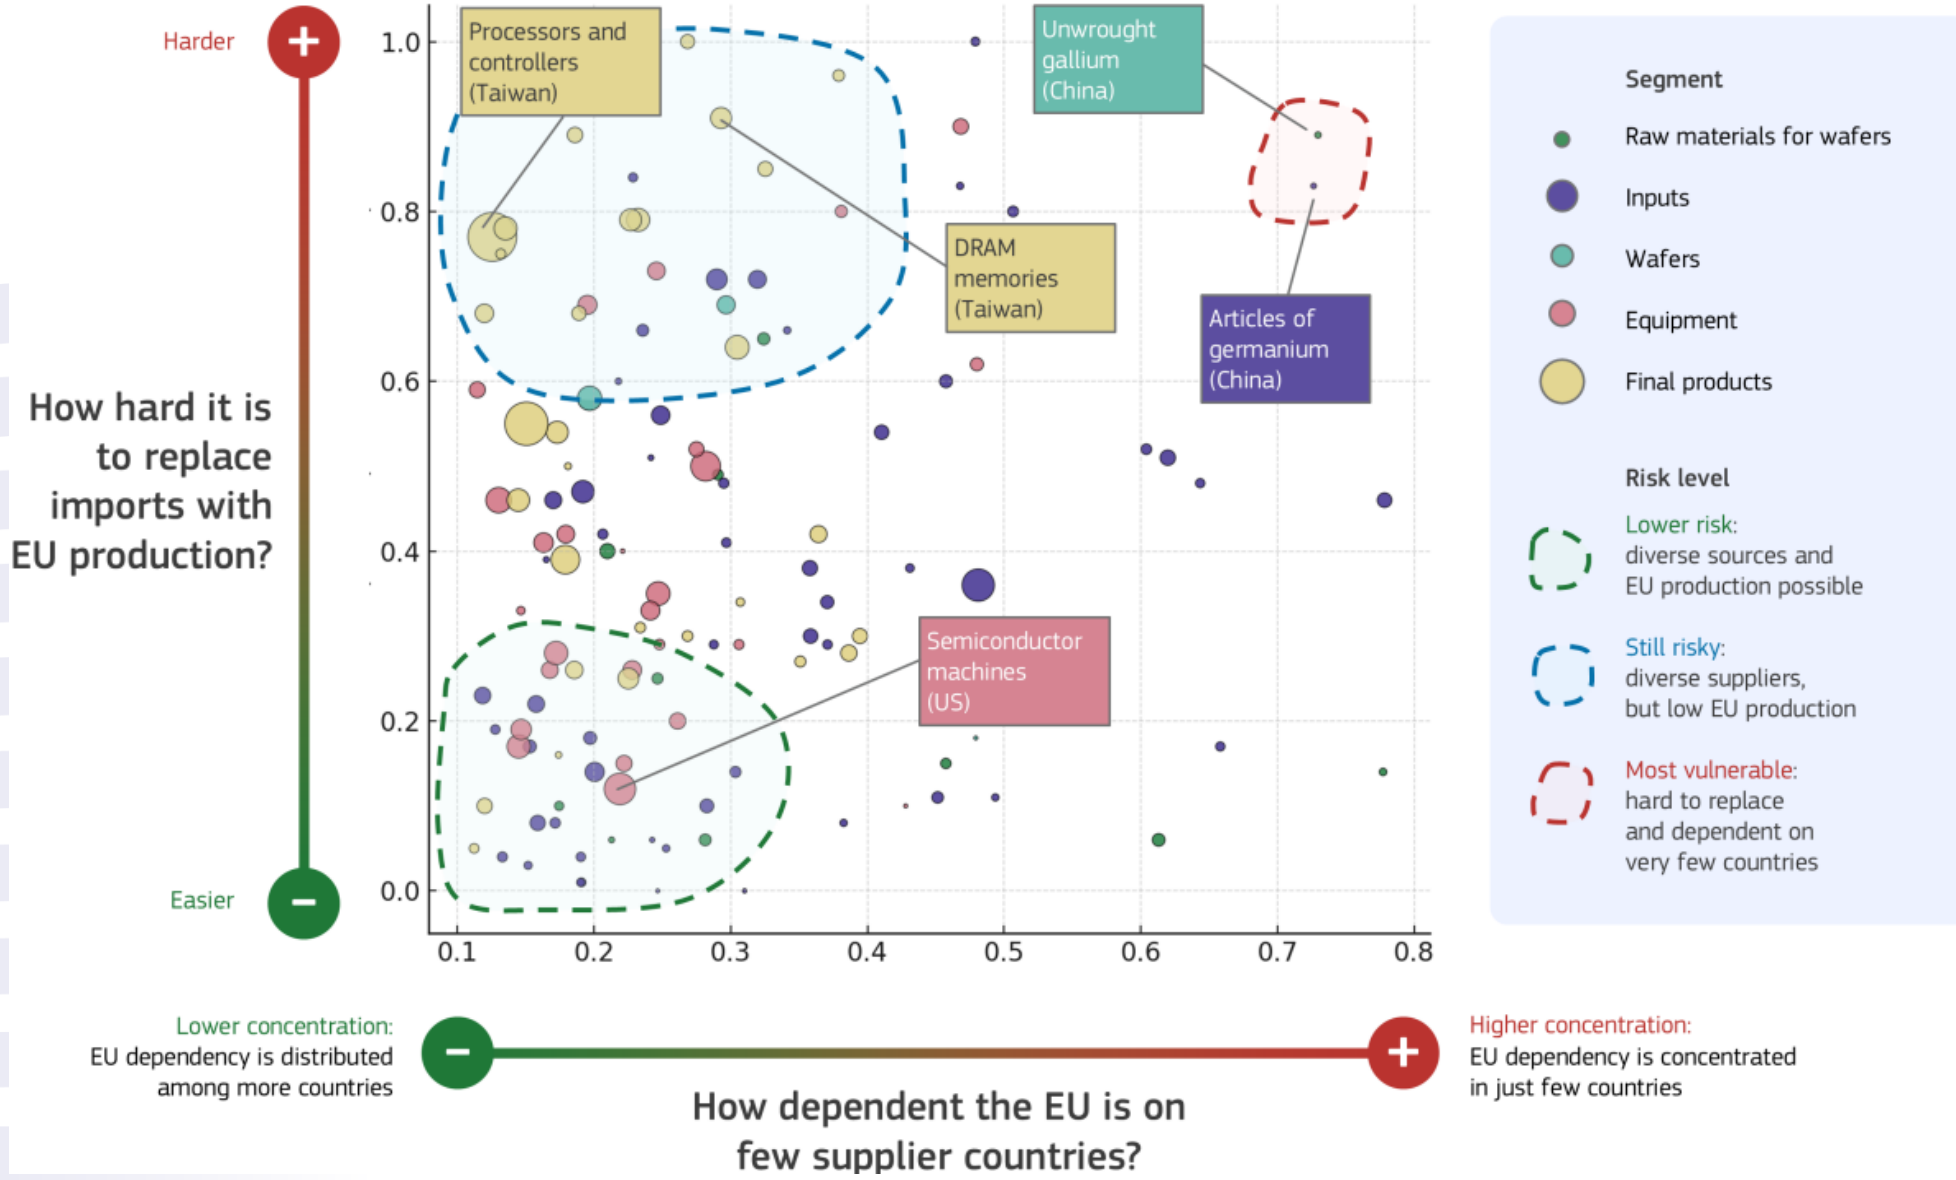 Harder
+
How hard it is
to replace
imports with
EU production?
Easier
−
1.0
0.8
0.6
0.4
0.2
0.0
0.1
0.2
0.3
0.4
0.5
0.6
0.7
0.8
Processors and
controllers
(Taiwan)
Unwrought
gallium
(China)
DRAM
memories
(Taiwan)
Articles of
germanium
(China)
Semiconductor
machines
(US)
Lower concentration:
EU dependency is distributed
among more countries
−
+
Higher concentration:
EU dependency is concentrated
in just few countries
How dependent the EU is on
few supplier countries?
Segment
Raw materials for wafers
Inputs
Wafers
Equipment
Final products
Risk level
Lower risk:
diverse sources and
EU production possible
Still risky:
diverse suppliers,
but low EU production
Most vulnerable:
hard to replace
and dependent on
very few countries